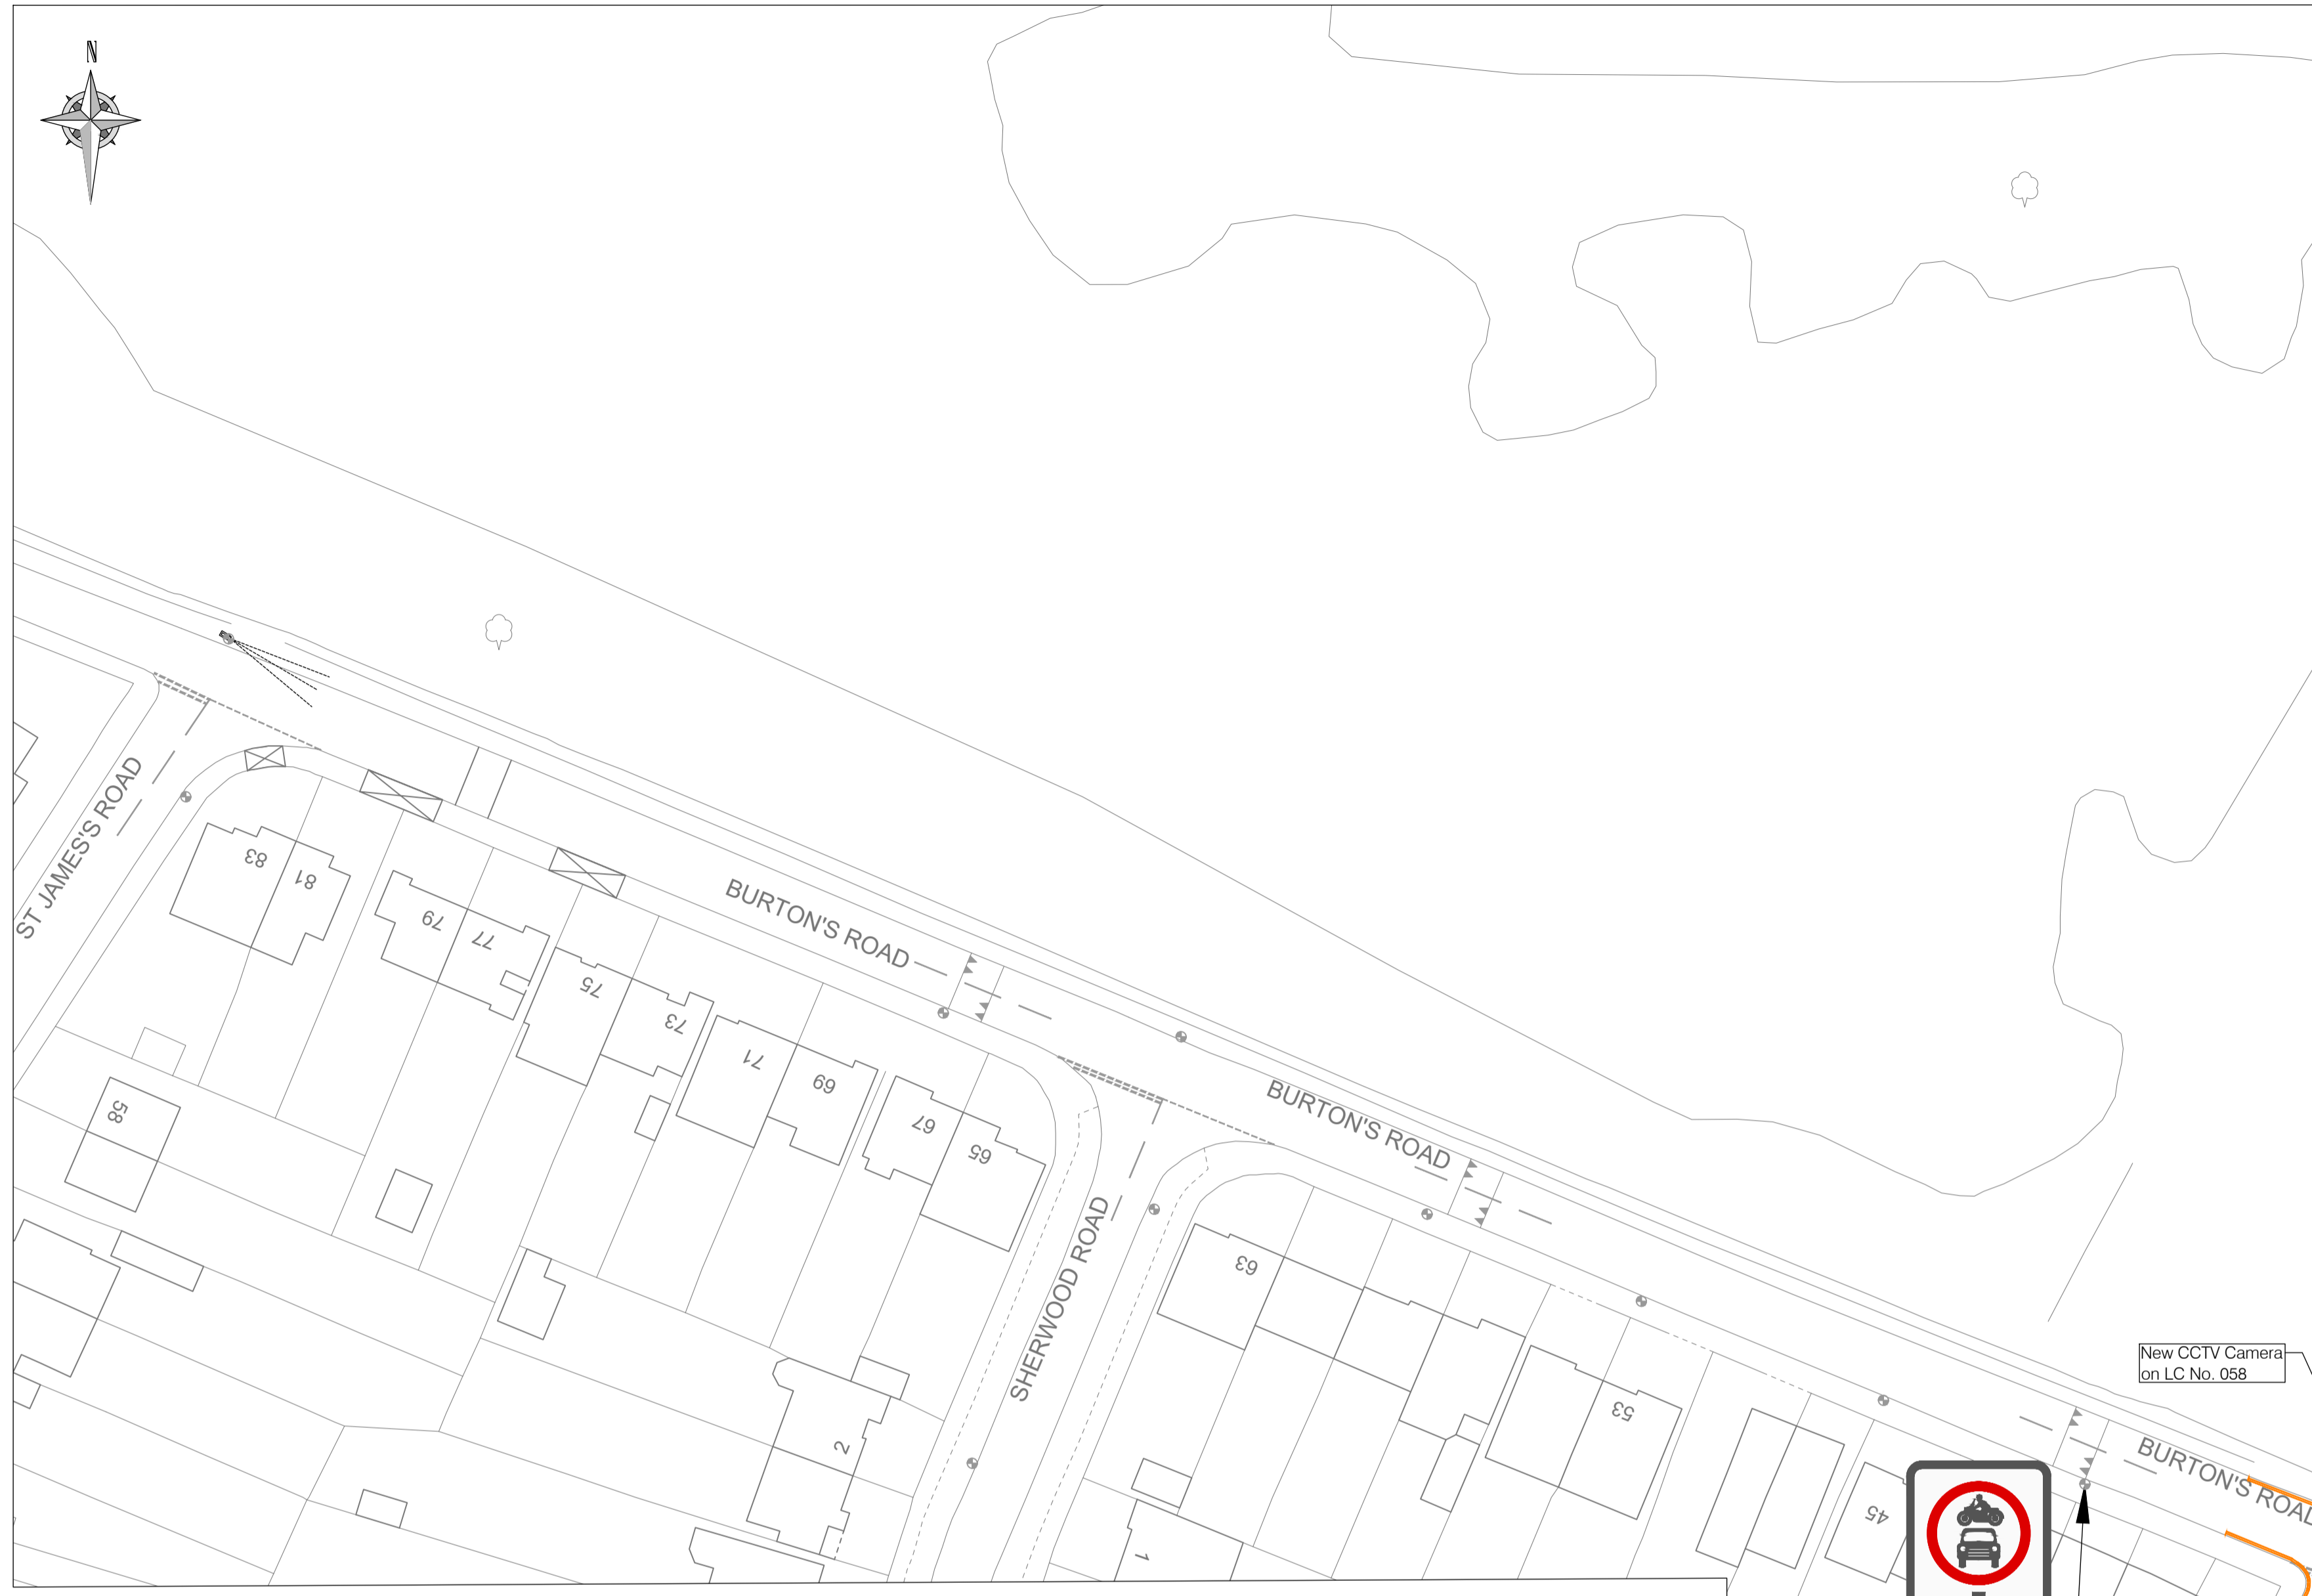 N
ST JAMES'S ROAD
83
81
79
77
75
73
71
69
67
65
58
BURTON'S ROAD
BURTON'S ROAD
SHERWOOD ROAD
63
53
2
1
45
New CCTV Camera
on LC No. 058
BURTON'S ROAD